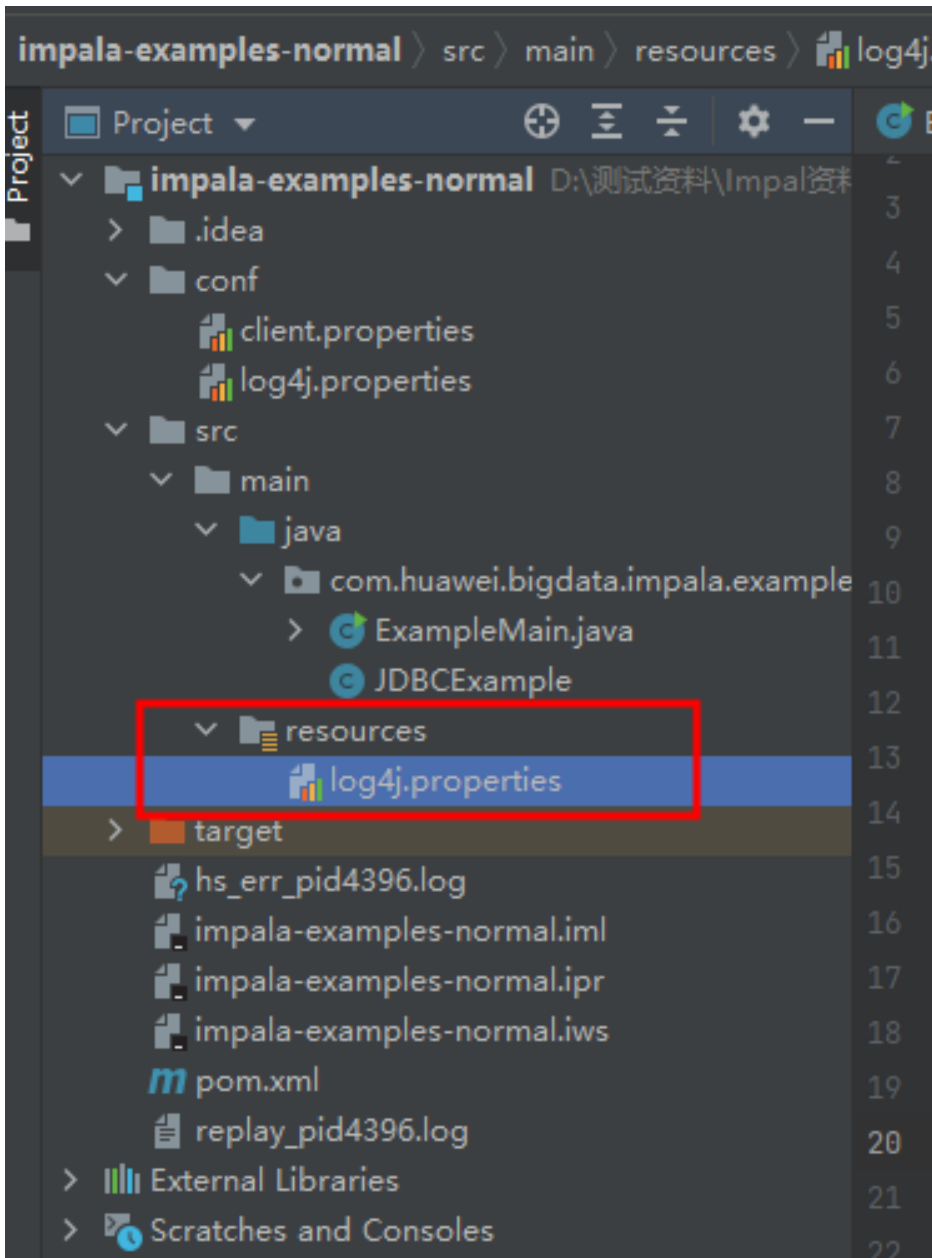 impala-examples-normal 〉 src 〉 main 〉 resources 〉 log4j.
Project
Project
impala-examples-normal D:\测试资料\Impal资料
.idea
conf
client.properties
log4j.properties
src
main
java
com.huawei.bigdata.impala.example
ExampleMain.java
JDBCExample
resources
log4j.properties
target
hs_err_pid4396.log
impala-examples-normal.iml
impala-examples-normal.ipr
impala-examples-normal.iws
pom.xml
replay_pid4396.log
External Libraries
Scratches and Consoles
2
3
4
5
6
7
8
9
10
11
12
13
14
15
16
17
18
19
20
21
22